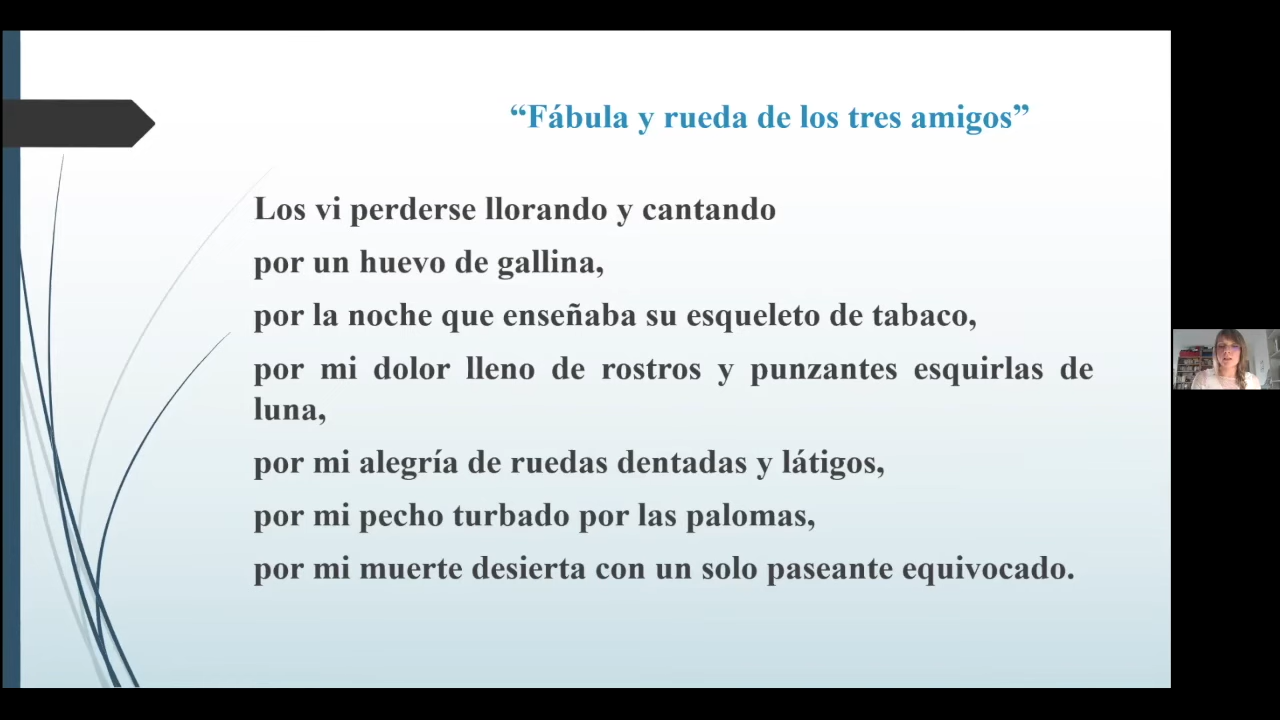 “Fábula y rueda de los tres amigos”
Los vi perderse llorando y cantando
por un huevo de gallina,
por la noche que enseñaba su esqueleto de tabaco,
por mi dolor lleno de rostros y punzantes esquirlas de
luna,
por mi alegría de ruedas dentadas y látigos,
por mi pecho turbado por las palomas,
por mi muerte desierta con un solo paseante equivocado.